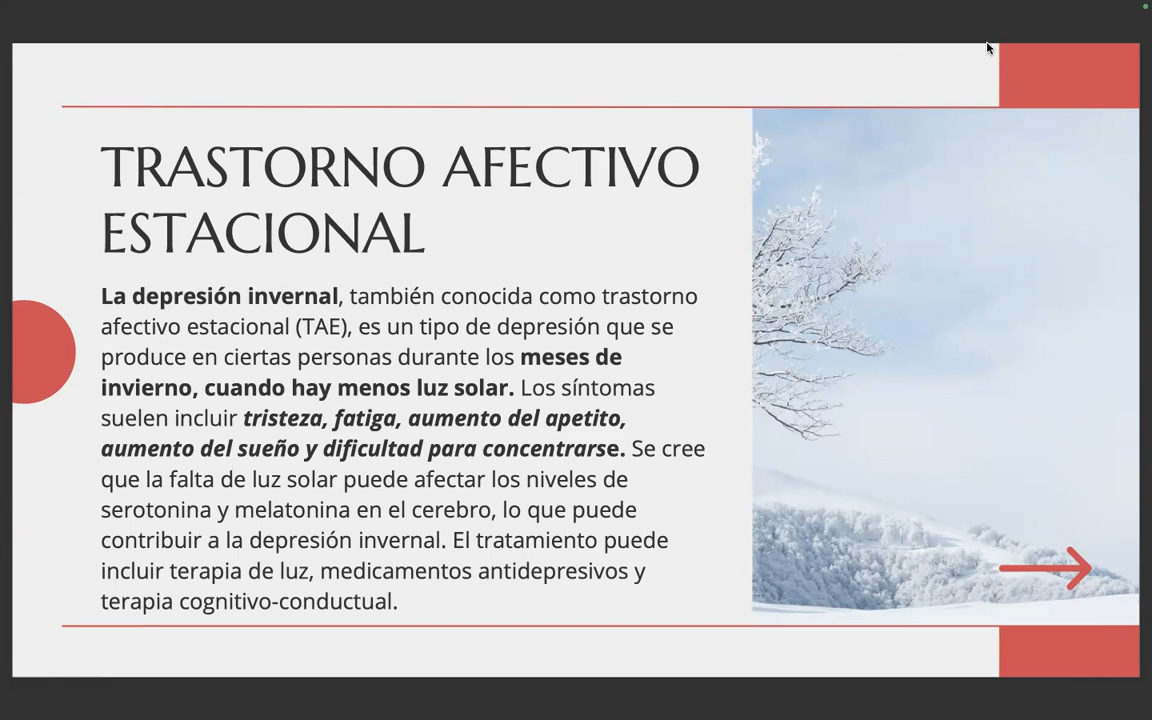 TRASTORNO AFECTIVO
ESTACIONAL
La depresión invernal, también conocida como trastorno
afectivo estacional (TAE), es un tipo de depresión que se
produce en ciertas personas durante los meses de
invierno, cuando hay menos luz solar. Los síntomas
suelen incluir tristeza, fatiga, aumento del apetito,
aumento del sueño y dificultad para concentrarse. Se cree
que la falta de luz solar puede afectar los niveles de
serotonina y melatonina en el cerebro, lo que puede
contribuir a la depresión invernal. El tratamiento puede
incluir terapia de luz, medicamentos antidepresivos y
terapia cognitivo-conductual.